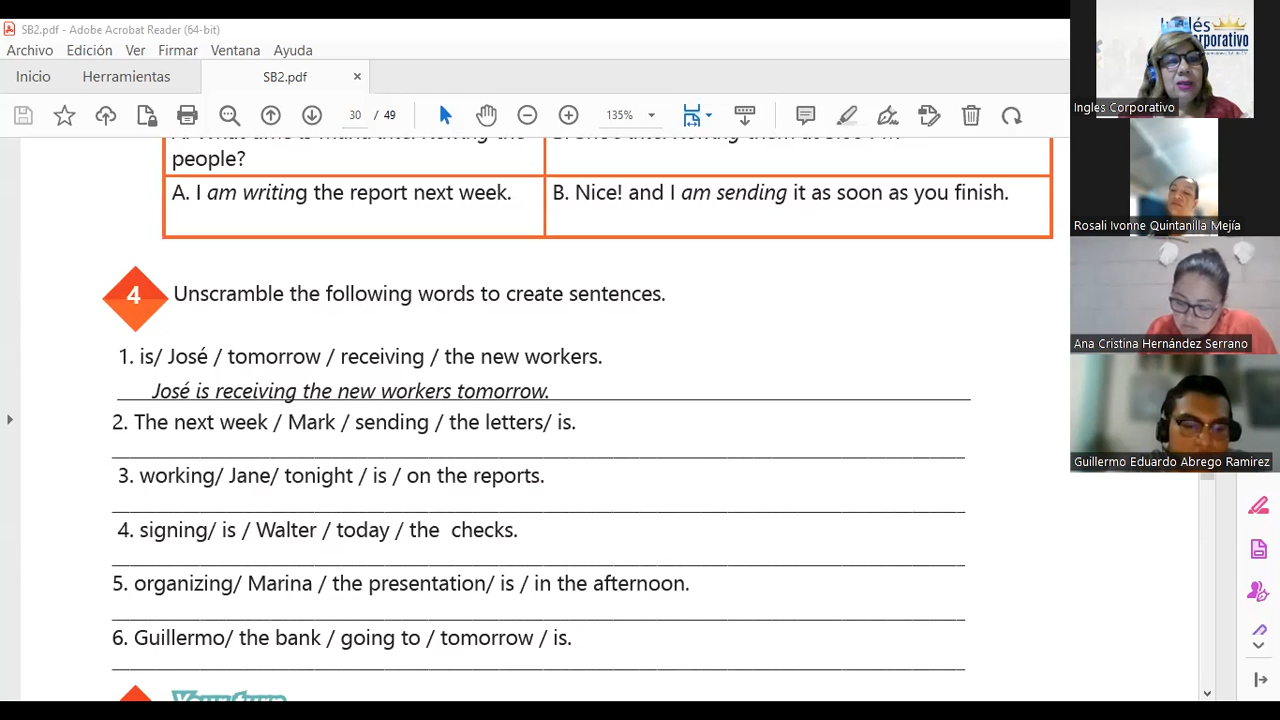 SB2.pdf - Adobe Acrobat Reader (64-bit)
Archivo Edición Ver Firmar Ventana Ayuda
Inicio Herramientas SB2.pdf ×
30 / 49 135%
people?
A. I am writing the report next week. B. Nice! and I am sending it as soon as you finish.
4 Unscramble the following words to create sentences.
1. is/ José / tomorrow / receiving / the new workers.
José is receiving the new workers tomorrow.
2. The next week / Mark / sending / the letters/ is.
3. working/ Jane/ tonight / is / on the reports.
4. signing/ is / Walter / today / the checks.
5. organizing/ Marina / the presentation/ is / in the afternoon.
6. Guillermo/ the bank / going to / tomorrow / is.
Inglés
Corporativo
Ingles Corporativo
Rosali Ivonne Quintanilla Mejía
Ana Cristina Hernández Serrano
Guillermo Eduardo Abrego Ramirez